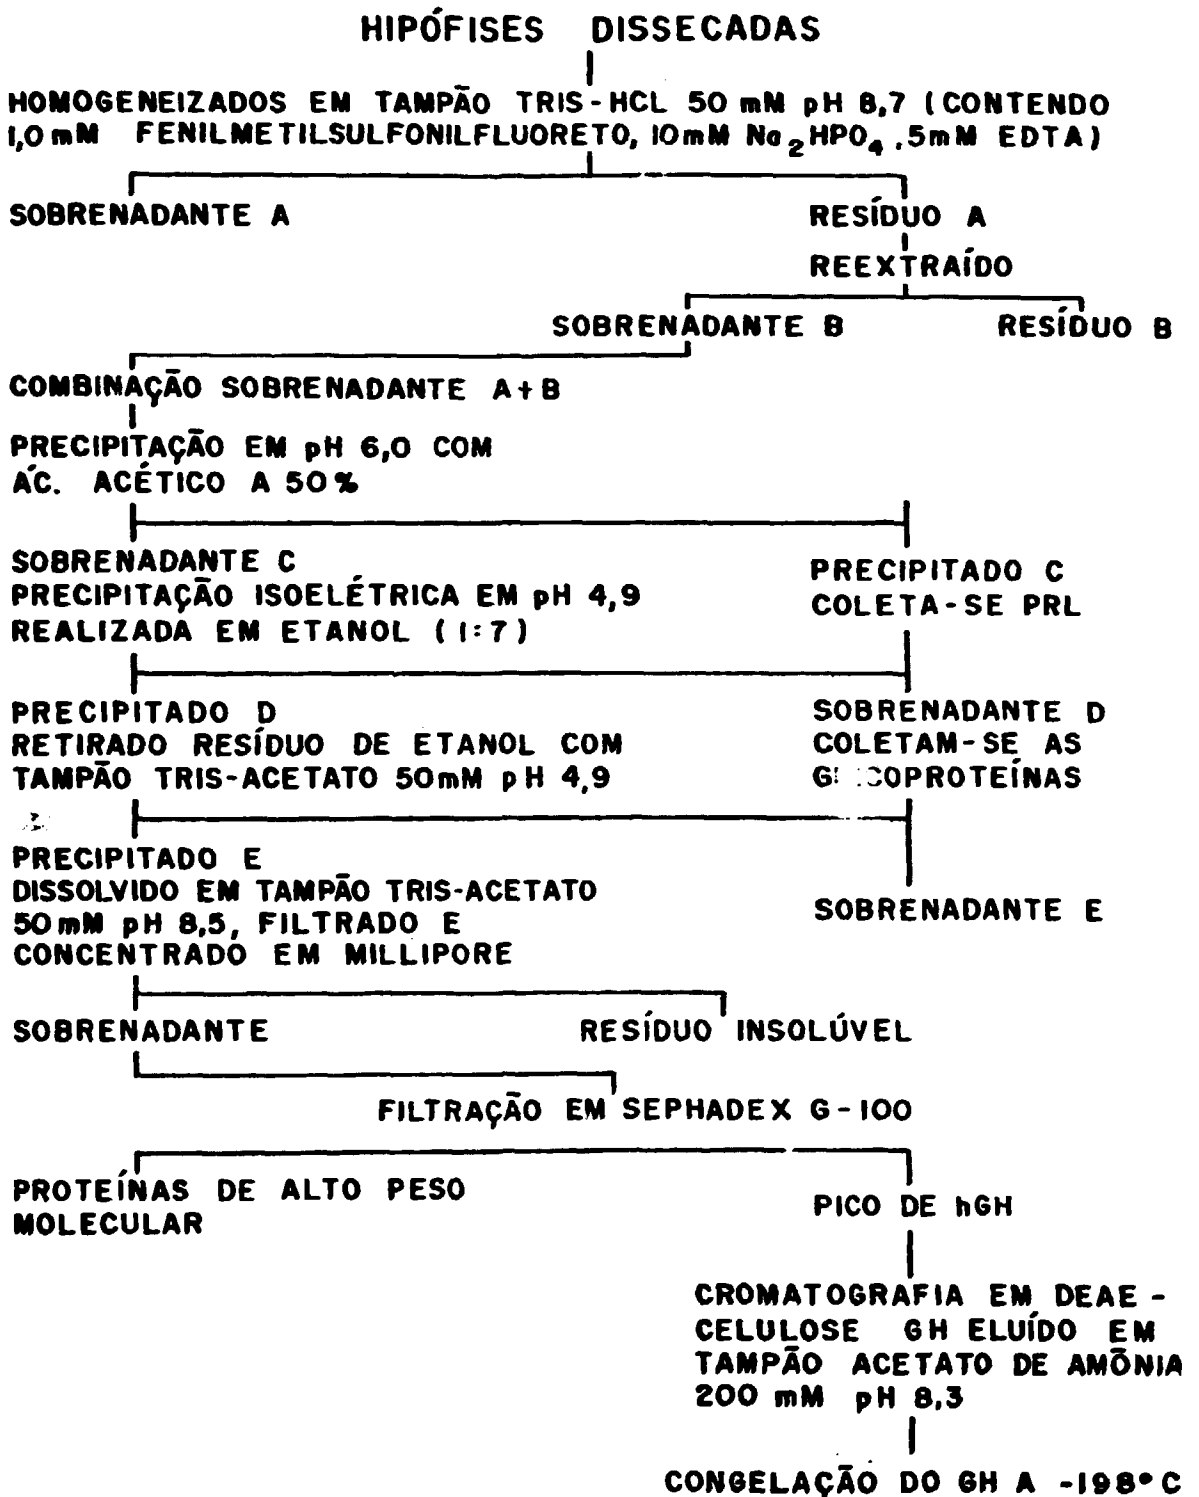 HIPÓFISES DISSECADAS
HOMOGENEIZADOS EM TAMPÃO TRIS-HCL 50 mM pH 8,7 (CONTENDO
1,0 mM FENILMETILSULFONILFLUORETO, 10mM Na₂HPO₄ .5mM EDTA)
SOBRENADANTE A
RESÍDUO A
REEXTRAÍDO
SOBRENADANTE B
RESÍDUO B
COMBINAÇÃO SOBRENADANTE A+B
PRECIPITAÇÃO EM pH 6,0 COM
ÁC. ACÉTICO A 50%
SOBRENADANTE C
PRECIPITAÇÃO ISOELÉTRICA EM pH 4,9
REALIZADA EM ETANOL (1:7)
PRECIPITADO C
COLETA-SE PRL
PRECIPITADO D
RETIRADO RESÍDUO DE ETANOL COM
TAMPÃO TRIS-ACETATO 50mM pH 4,9
SOBRENADANTE D
COLETAM-SE AS
GLICOPROTEÍNAS
PRECIPITADO E
DISSOLVIDO EM TAMPÃO TRIS-ACETATO
50mM pH 8,5, FILTRADO E
CONCENTRADO EM MILLIPORE
SOBRENADANTE E
SOBRENADANTE
RESÍDUO INSOLÚVEL
FILTRAÇÃO EM SEPHADEX G-100
PROTEÍNAS DE ALTO PESO
MOLECULAR
PICO DE hGH
CROMATOGRAFIA EM DEAE-
CELULOSE GH ELUÍDO EM
TAMPÃO ACETATO DE AMÔNIA
200 mM pH 8,3
CONGELAÇÃO DO GH A -198°C